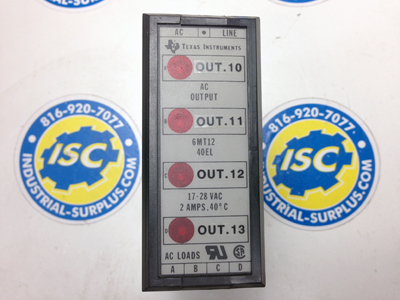 AC LINE
TEXAS INSTRUMENTS
A OUT.10
AC
OUTPUT
B OUT.11
6MT12
40EL
C OUT.12
17-28 VAC
2 AMPS.40°C
D OUT.13
AC LOADS
A B C D
816-920-7077
ISC
INDUSTRIAL-SURPLUS.COM
816-920-7077
ISC
INDUSTRIAL-SURPLUS.COM